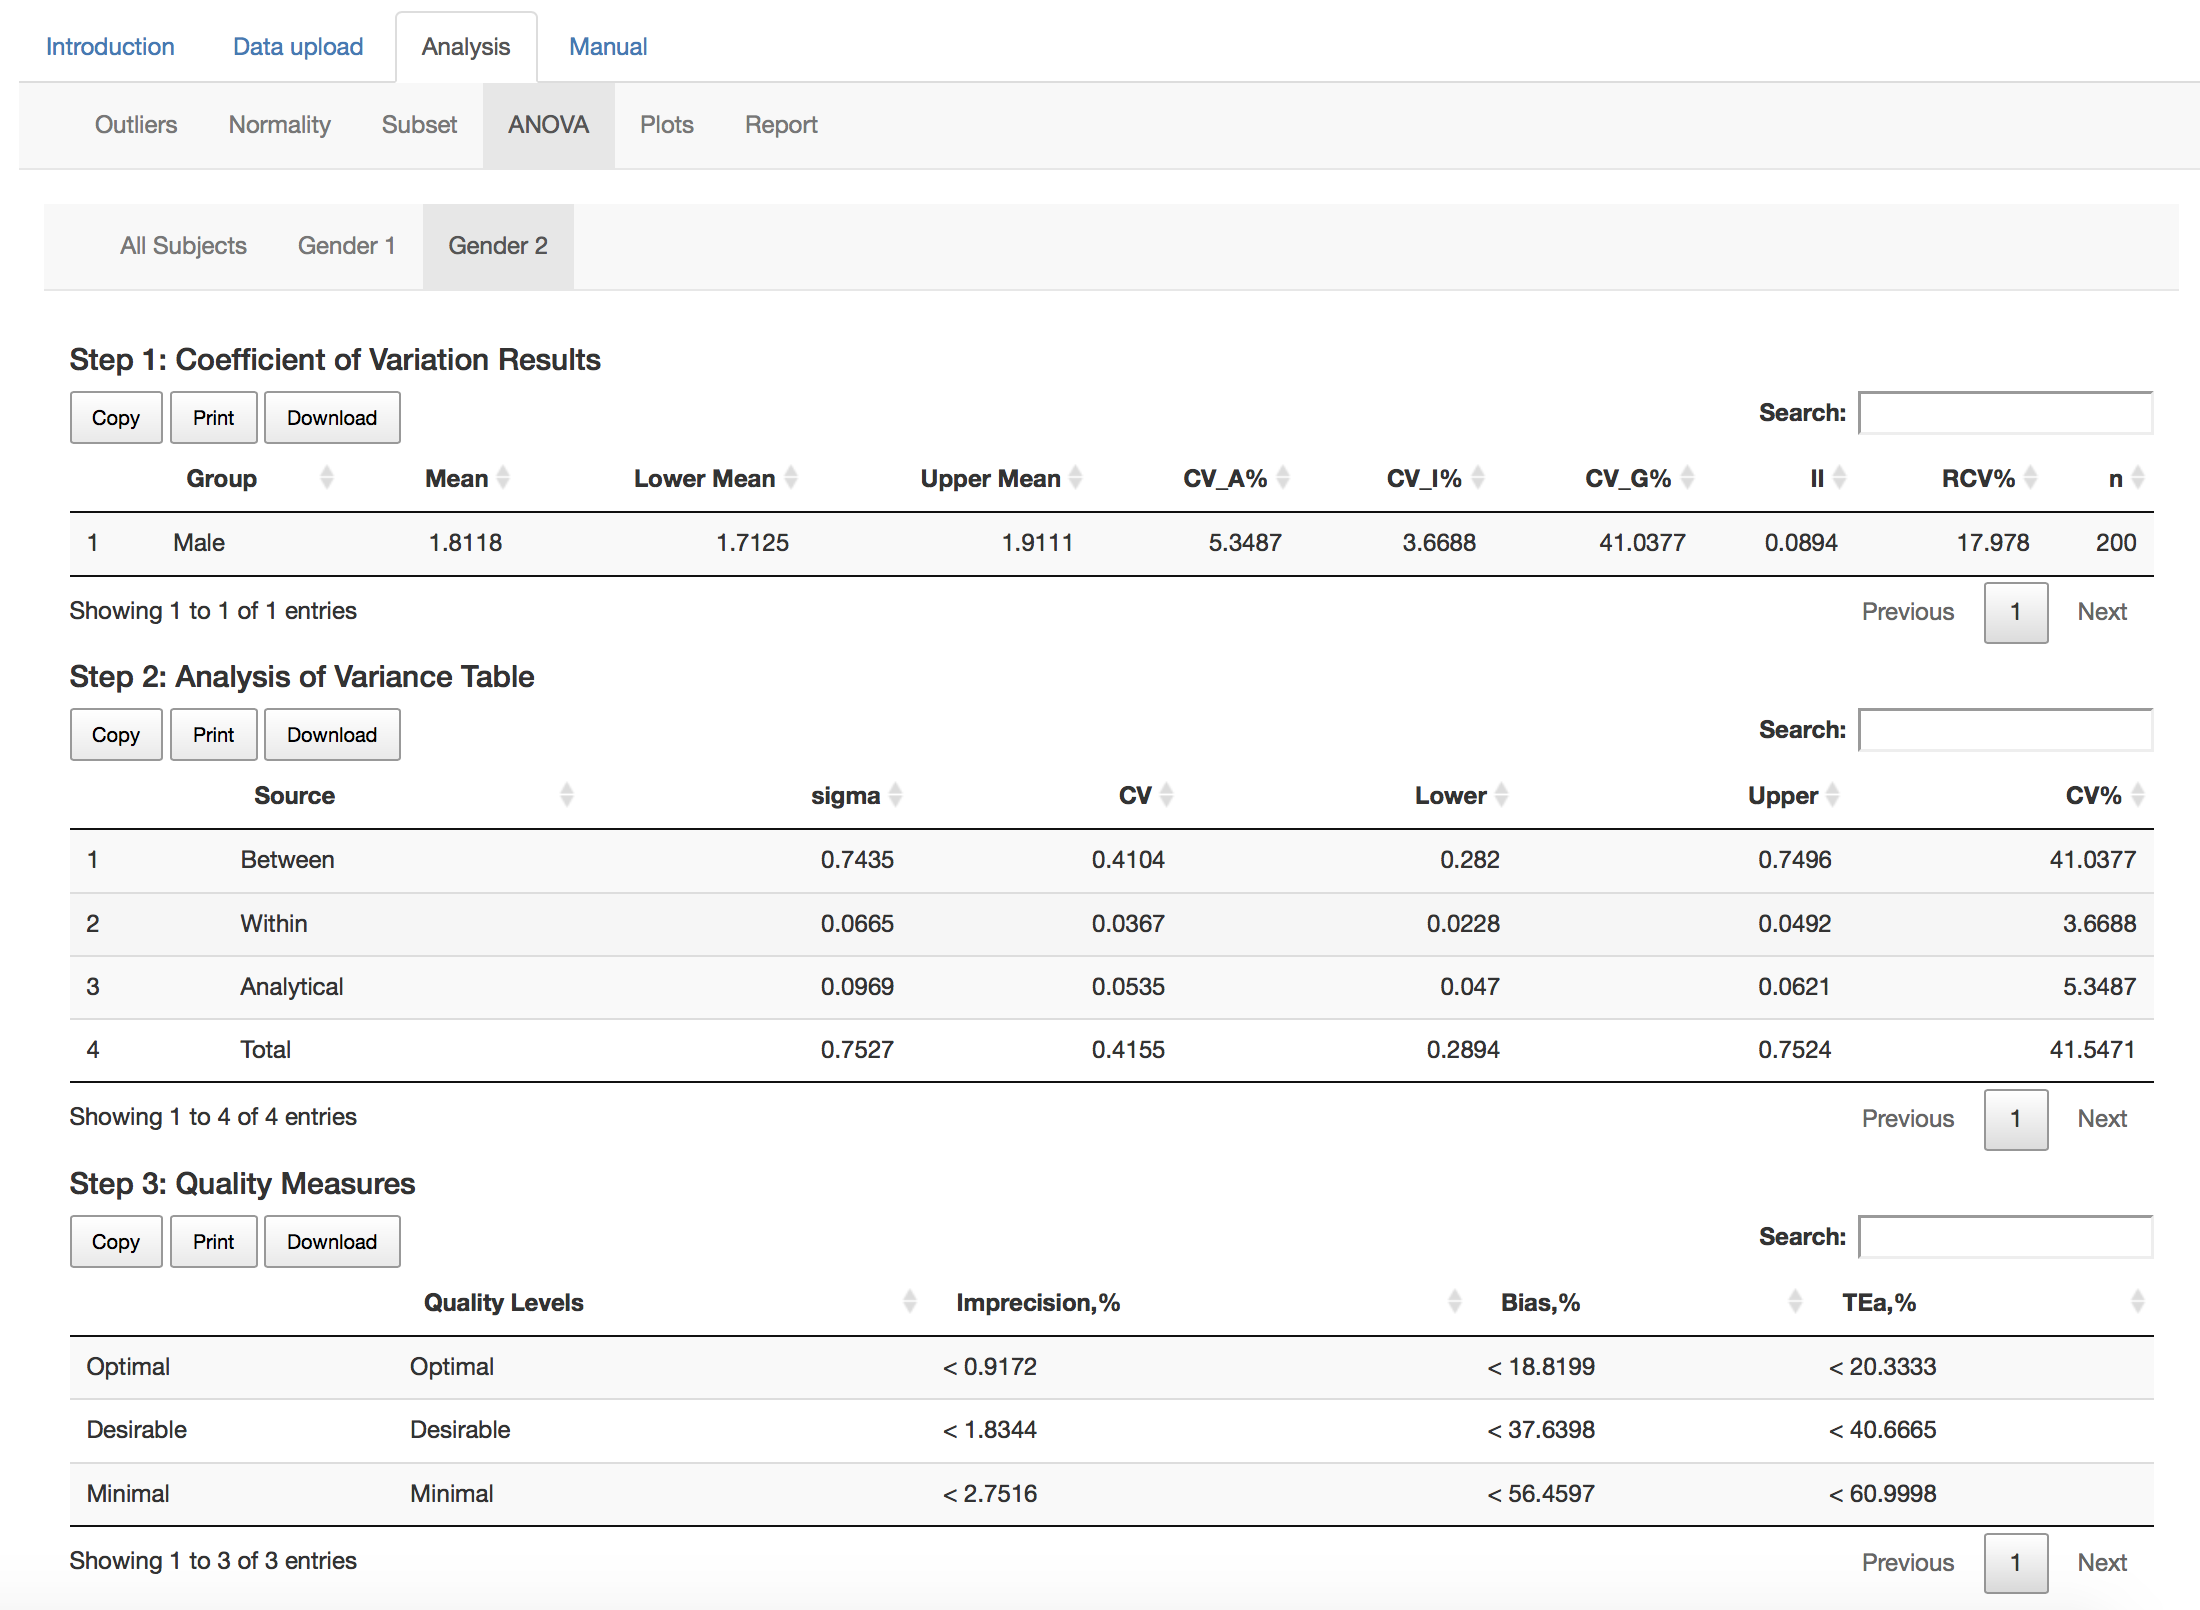 Introduction Data upload Analysis Manual
Outliers Normality Subset ANOVA Plots Report
All Subjects Gender 1 Gender 2
Step 1: Coefficient of Variation Results
Copy Print Download Search:
Group Mean Lower Mean Upper Mean CV_A% CV_I% CV_G% II RCV% n
1 Male 1.8118 1.7125 1.9111 5.3487 3.6688 41.0377 0.0894 17.978 200
Showing 1 to 1 of 1 entries Previous 1 Next
Step 2: Analysis of Variance Table
Copy Print Download Search:
Source sigma CV Lower Upper CV%
1 Between 0.7435 0.4104 0.282 0.7496 41.0377
2 Within 0.0665 0.0367 0.0228 0.0492 3.6688
3 Analytical 0.0969 0.0535 0.047 0.0621 5.3487
4 Total 0.7527 0.4155 0.2894 0.7524 41.5471
Showing 1 to 4 of 4 entries Previous 1 Next
Step 3: Quality Measures
Copy Print Download Search:
Quality Levels Imprecision,% Bias,% TEa,%
Optimal Optimal < 0.9172 < 18.8199 < 20.3333
Desirable Desirable < 1.8344 < 37.6398 < 40.6665
Minimal Minimal < 2.7516 < 56.4597 < 60.9998
Showing 1 to 3 of 3 entries Previous 1 Next